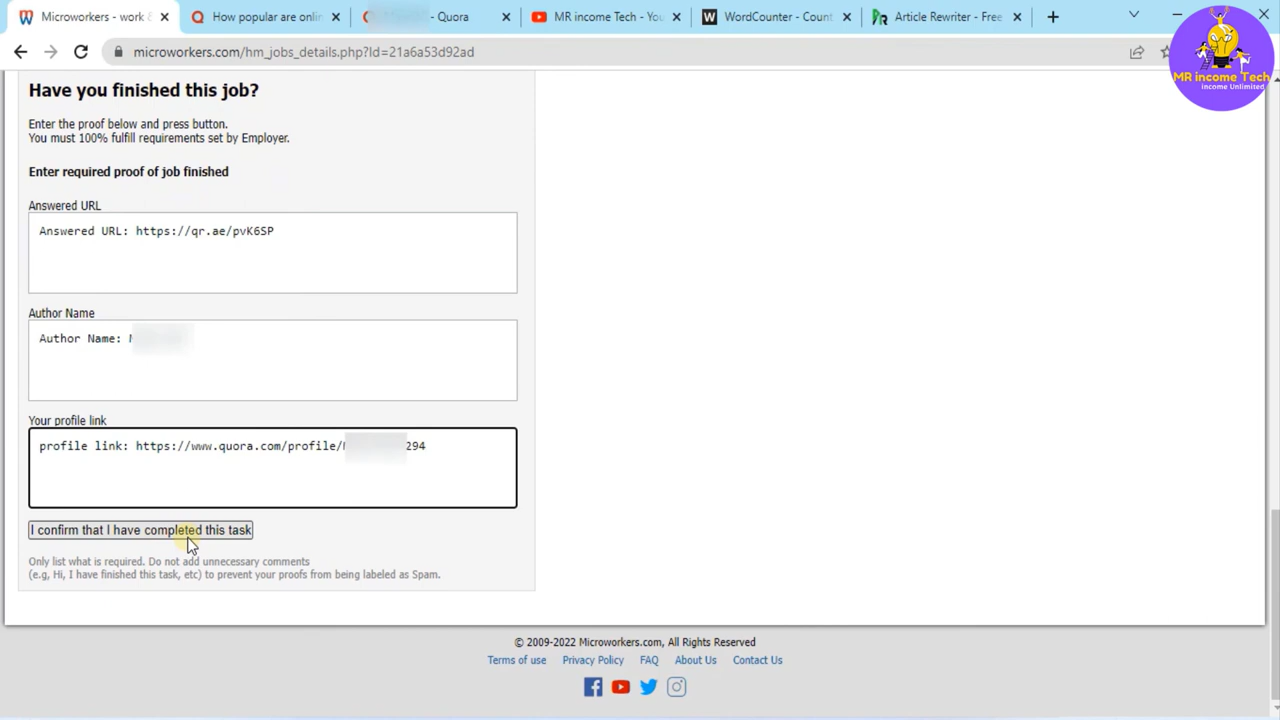 Microworkers - work &
How popular are onlin
- Quora
MR income Tech - You
WordCounter - Count
Article Rewriter - Free
microworkers.com/hm_jobs_details.php?Id=21a6a53d92ad
MR income Tech
Income Unlimited
Have you finished this job?
Enter the proof below and press button.
You must 100% fulfill requirements set by Employer.
Enter required proof of job finished
Answered URL
Answered URL: https://qr.ae/pvK6SP
Author Name
Author Name:
Your profile link
profile link: https://www.quora.com/profile/ 294
I confirm that I have completed this task
Only list what is required. Do not add unnecessary comments
(e.g, Hi, I have finished this task, etc) to prevent your proofs from being labeled as Spam.
© 2009-2022 Microworkers.com, All Rights Reserved
Terms of use Privacy Policy FAQ About Us Contact Us